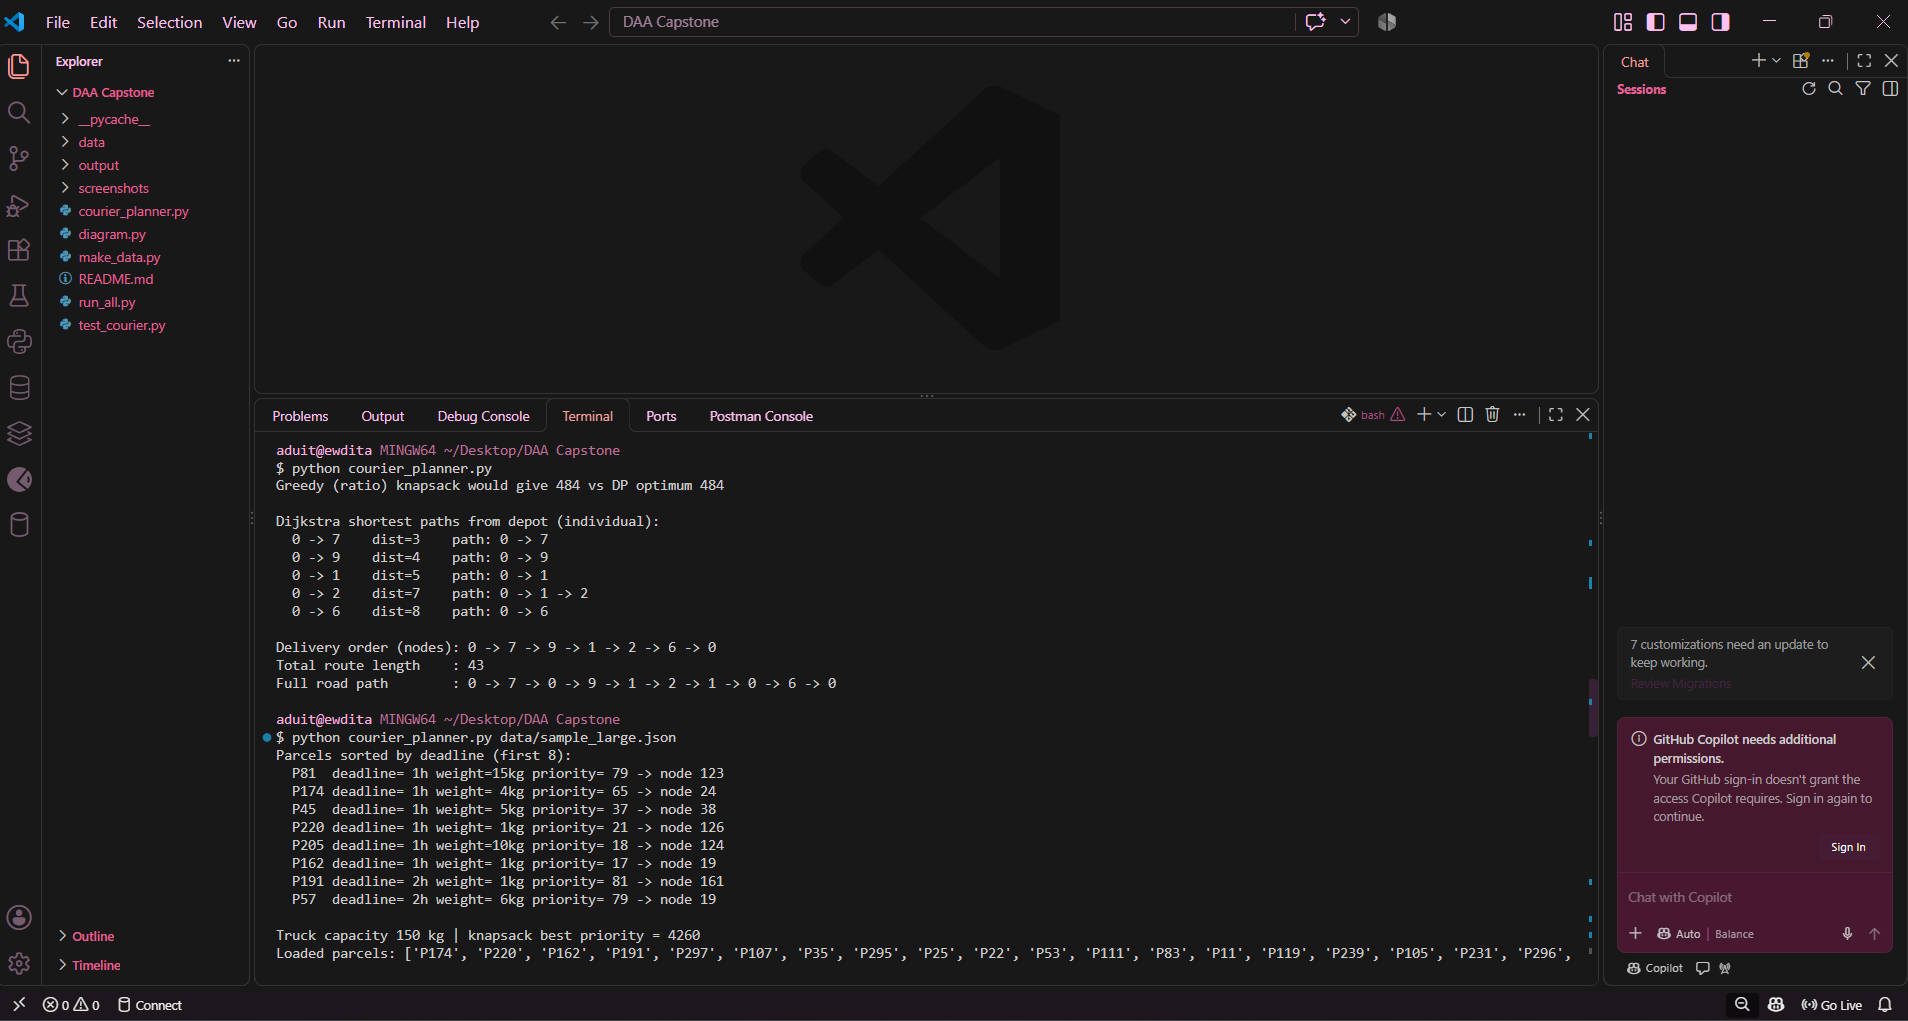 File Edit Selection View Go Run Terminal Help
DAA Capstone
Explorer
DAA Capstone
__pycache__
data
output
screenshots
courier_planner.py
diagram.py
make_data.py
README.md
run_all.py
test_courier.py
Outline
Timeline
Problems Output Debug Console Terminal Ports Postman Console
bash
aduit@ewdita MINGW64 ~/Desktop/DAA Capstone
$ python courier_planner.py
Greedy (ratio) knapsack would give 484 vs DP optimum 484
Dijkstra shortest paths from depot (individual):
0 -> 7    dist=3    path: 0 -> 7
0 -> 9    dist=4    path: 0 -> 9
0 -> 1    dist=5    path: 0 -> 1
0 -> 2    dist=7    path: 0 -> 1 -> 2
0 -> 6    dist=8    path: 0 -> 6
Delivery order (nodes): 0 -> 7 -> 9 -> 1 -> 2 -> 6 -> 0
Total route length    : 43
Full road path        : 0 -> 7 -> 0 -> 9 -> 1 -> 2 -> 1 -> 0 -> 6 -> 0
aduit@ewdita MINGW64 ~/Desktop/DAA Capstone
$ python courier_planner.py data/sample_large.json
Parcels sorted by deadline (first 8):
P81  deadline= 1h weight=15kg priority= 79 -> node 123
P174 deadline= 1h weight= 4kg priority= 65 -> node 24
P45  deadline= 1h weight= 5kg priority= 37 -> node 38
P220 deadline= 1h weight= 1kg priority= 21 -> node 126
P205 deadline= 1h weight=10kg priority= 18 -> node 124
P162 deadline= 1h weight= 1kg priority= 17 -> node 19
P191 deadline= 2h weight= 1kg priority= 81 -> node 161
P57  deadline= 2h weight= 6kg priority= 79 -> node 19
Truck capacity 150 kg | knapsack best priority = 4260
Loaded parcels: ['P174', 'P220', 'P162', 'P191', 'P297', 'P107', 'P35', 'P295', 'P25', 'P22', 'P53', 'P111', 'P83', 'P11', 'P119', 'P239', 'P105', 'P231', 'P296',
Chat
Sessions
7 customizations need an update to
keep working.
Review Migrations
GitHub Copilot needs additional
permissions.
Your GitHub sign-in doesn't grant the
access Copilot requires. Sign in again to
continue.
Sign In
Chat with Copilot
Auto | Balance
Copilot
0 0 Connect
Go Live